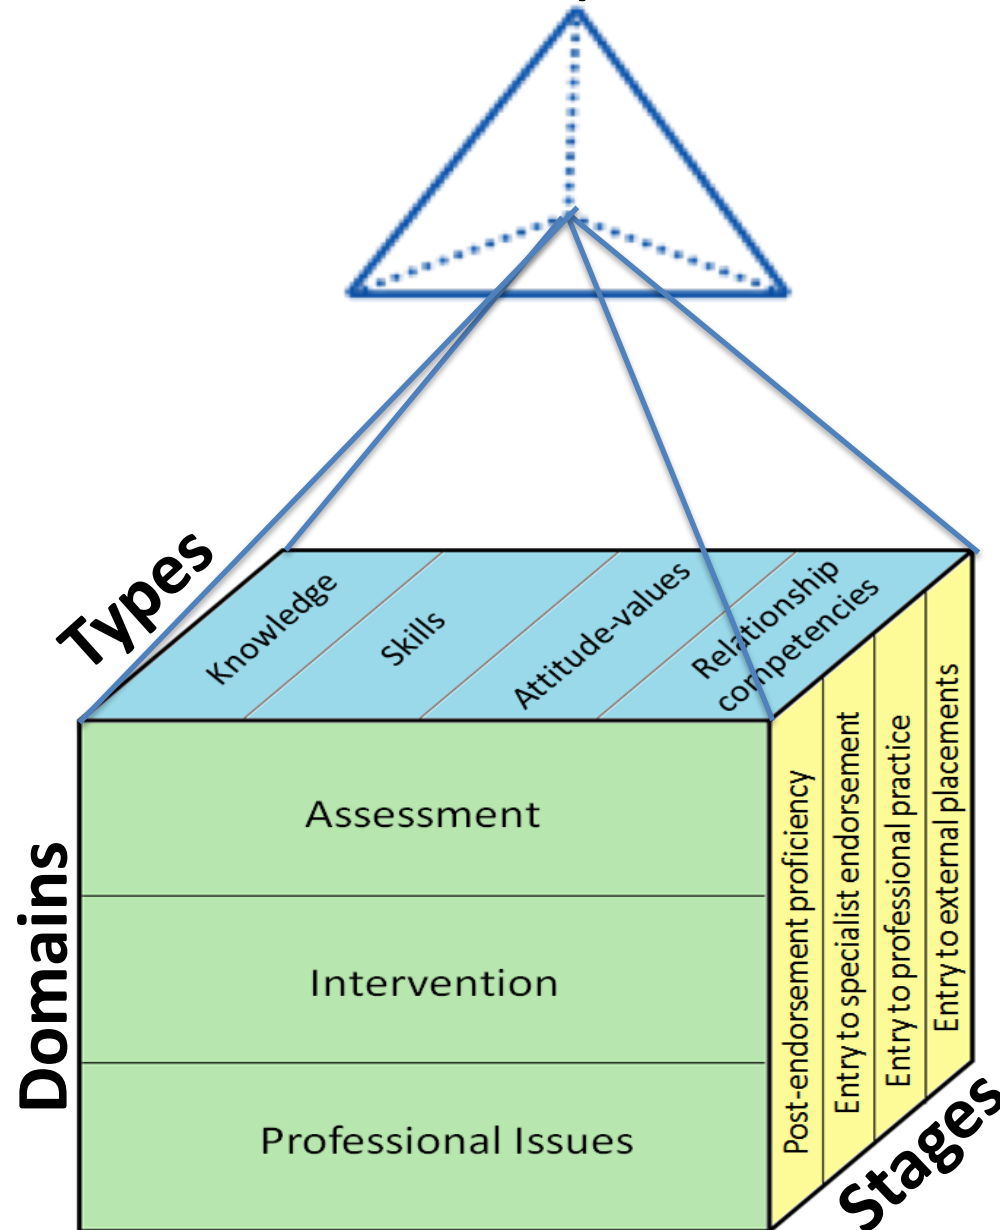 Types
Knowledge
Skills
Attitude-values
Relationship
competencies
Domains
Assessment
Intervention
Professional Issues
Post-endorsement proficiency
Entry to specialist endorsement
Entry to professional practice
Entry to external placements
Stages